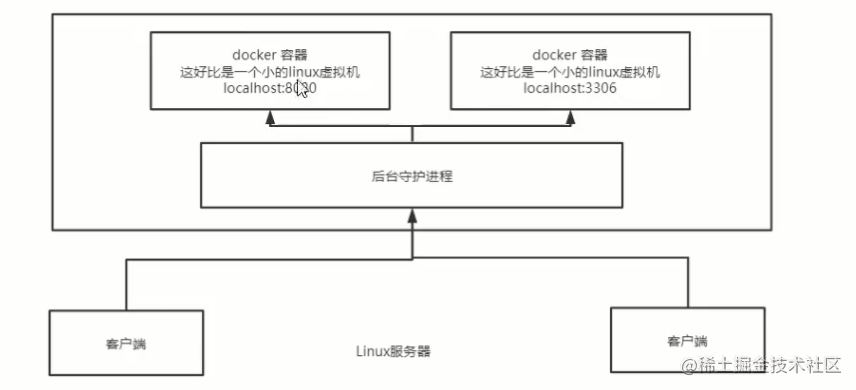 docker 容器
这好比是一个小的linux虚拟机
localhost:8080
docker 容器
这好比是一个小的linux虚拟机
localhost:3306
后台守护进程
客户端
Linux服务器
客户端
@稀土掘金技术社区